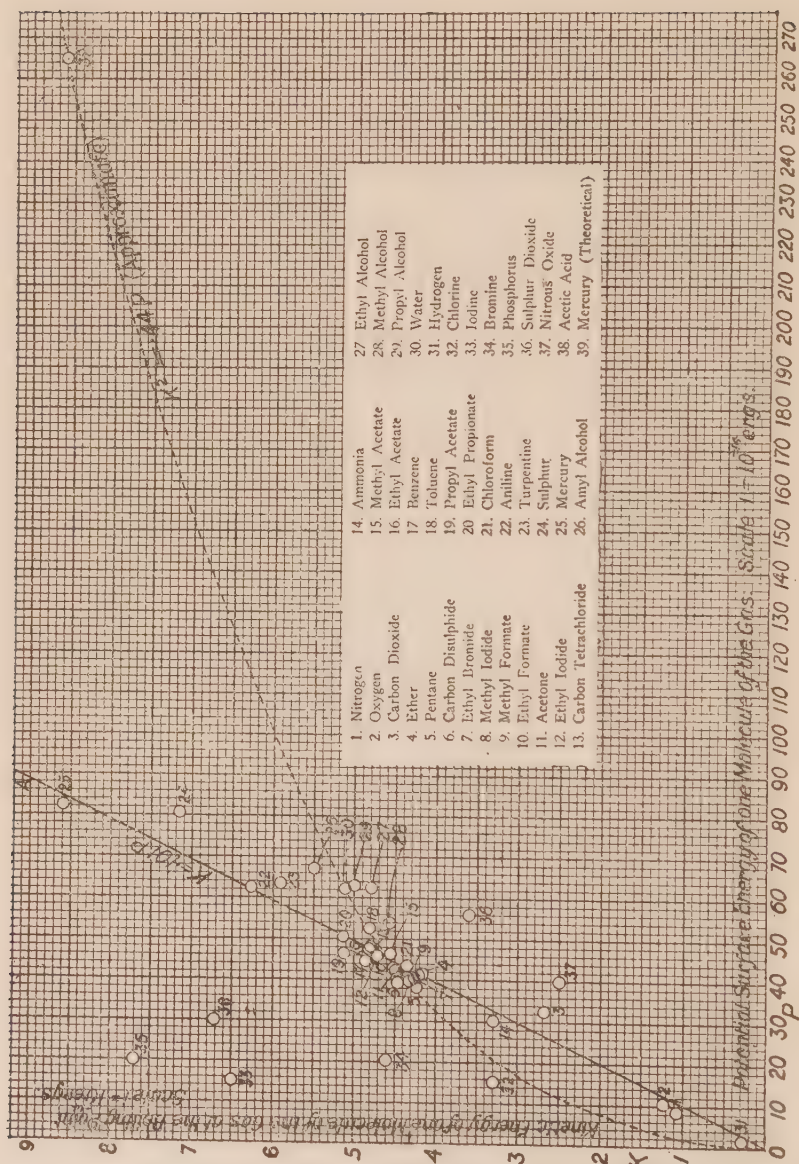 Kinetic Energy of one Molecule of the Gas at the Boiling Point.
Potential Surface Energy of one Molecule of the Gas. Scale 1 = 10⁻¹⁵ ergs.
(Approximate)
1. Nitrogen
2. Oxygen
3. Carbon Dioxide
4. Ether
5. Pentane
6. Carbon Disulphide
7. Ethyl Bromide
8. Methyl Iodide
9. Methyl Formate
10. Ethyl Formate
11. Acetone
12. Ethyl Iodide
13. Carbon Tetrachloride
14. Ammonia
15. Methyl Acetate
16. Ethyl Acetate
17 Benzene
18. Toluene
19. Propyl Acetate
20 Ethyl Propionate
21. Chloroform
22. Aniline
23. Turpentine
24. Sulphur
25. Mercury
26. Amyl Alcohol
27 Ethyl Alcohol
28. Methyl Alcohol
29. Propyl Alcohol
30. Water
31. Hydrogen
32. Chlorine
33. Iodine
34. Bromine
35. Phosphorus
36. Sulphur Dioxide
37. Nitrous Oxide
38. Acetic Acid
39. Mercury (Theoretical)
9
8
7
6
5
4
3
2
K
1
0 10 20 30 P 40 50 60 70 80 90 100 110 120 130 140 150 160 170 180 190 200 210 220 230 240 250 260 270